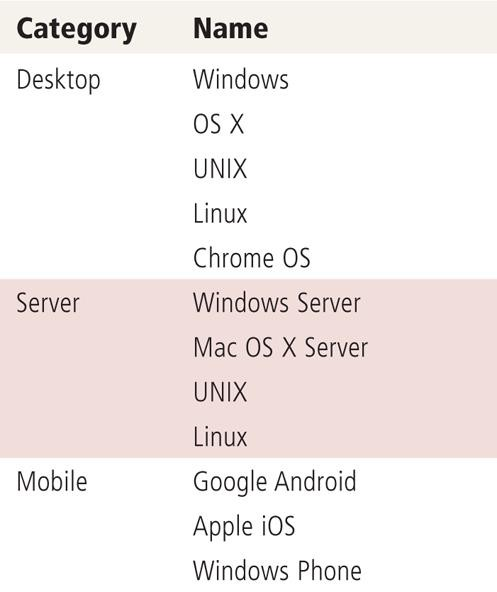 Category Name
Desktop Windows
OS X
UNIX
Linux
Chrome OS
Server Windows Server
Mac OS X Server
UNIX
Linux
Mobile Google Android
Apple iOS
Windows Phone